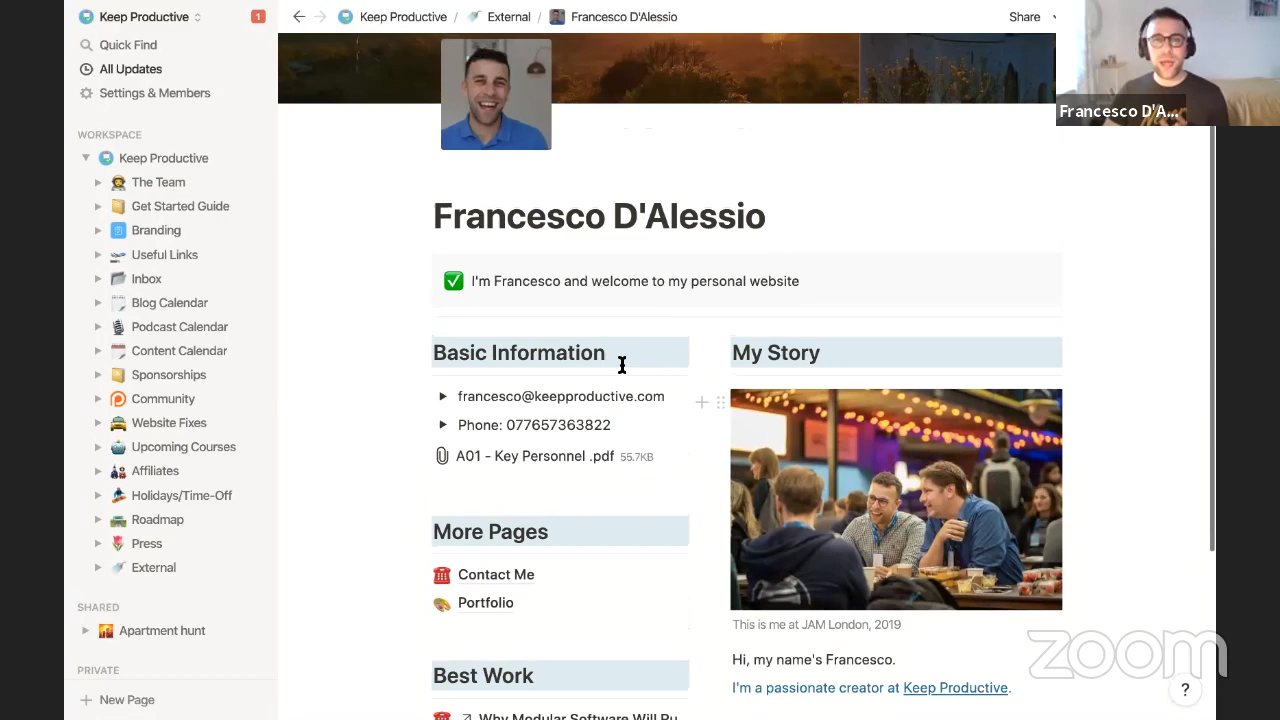 Keep Productive
1
Quick Find
All Updates
Settings & Members
WORKSPACE
Keep Productive
The Team
Get Started Guide
Branding
Useful Links
Inbox
Blog Calendar
Podcast Calendar
Content Calendar
Sponsorships
Community
Website Fixes
Upcoming Courses
Affiliates
Holidays/Time-Off
Roadmap
Press
External
SHARED
Apartment hunt
PRIVATE
New Page
Keep Productive / External / Francesco D'Alessio
Share
Francesco D'A...
Francesco D'Alessio
I'm Francesco and welcome to my personal website
Basic Information
francesco@keepproductive.com
Phone: 077657363822
A01 - Key Personnel .pdf 55.7KB
More Pages
Contact Me
Portfolio
Best Work
Why Modular Software Will Ru
My Story
This is me at JAM London, 2019
Hi, my name's Francesco.
I'm a passionate creator at Keep Productive.
zoom
?